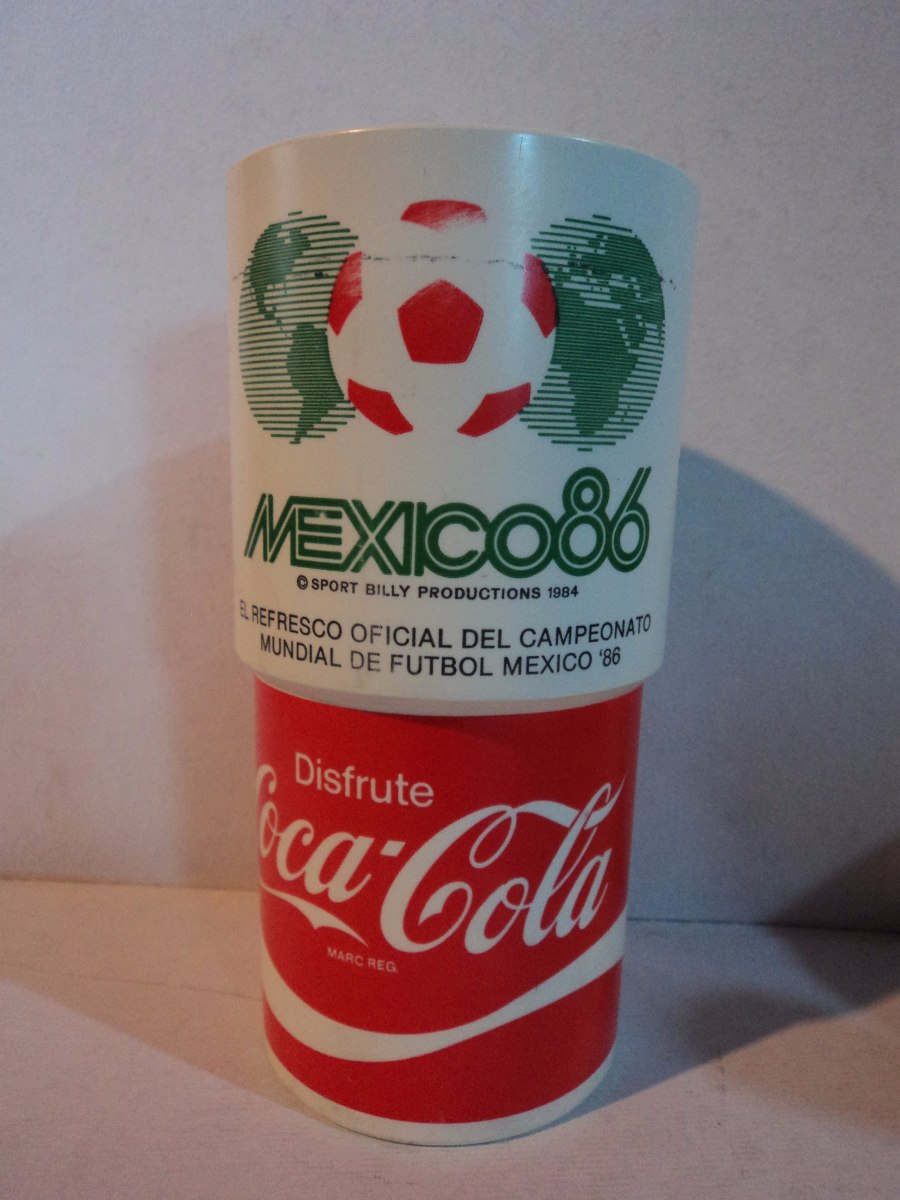 MEXICO86
© SPORT BILLY PRODUCTIONS 1984
EL REFRESCO OFICIAL DEL CAMPEONATO
MUNDIAL DE FUTBOL MEXICO '86
Disfrute
Coca-Cola
MARC REG.